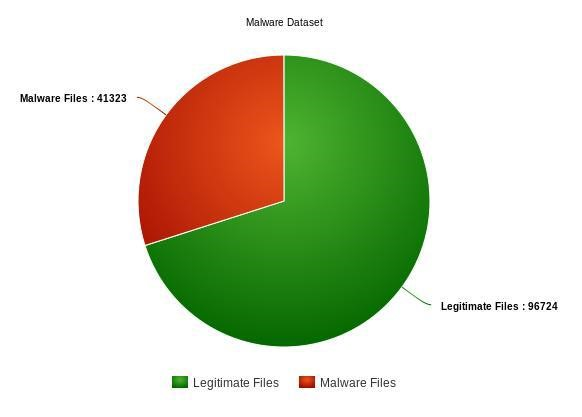 Malware Dataset
Malware Files : 41323
Legitimate Files : 96724
Legitimate Files
Malware Files